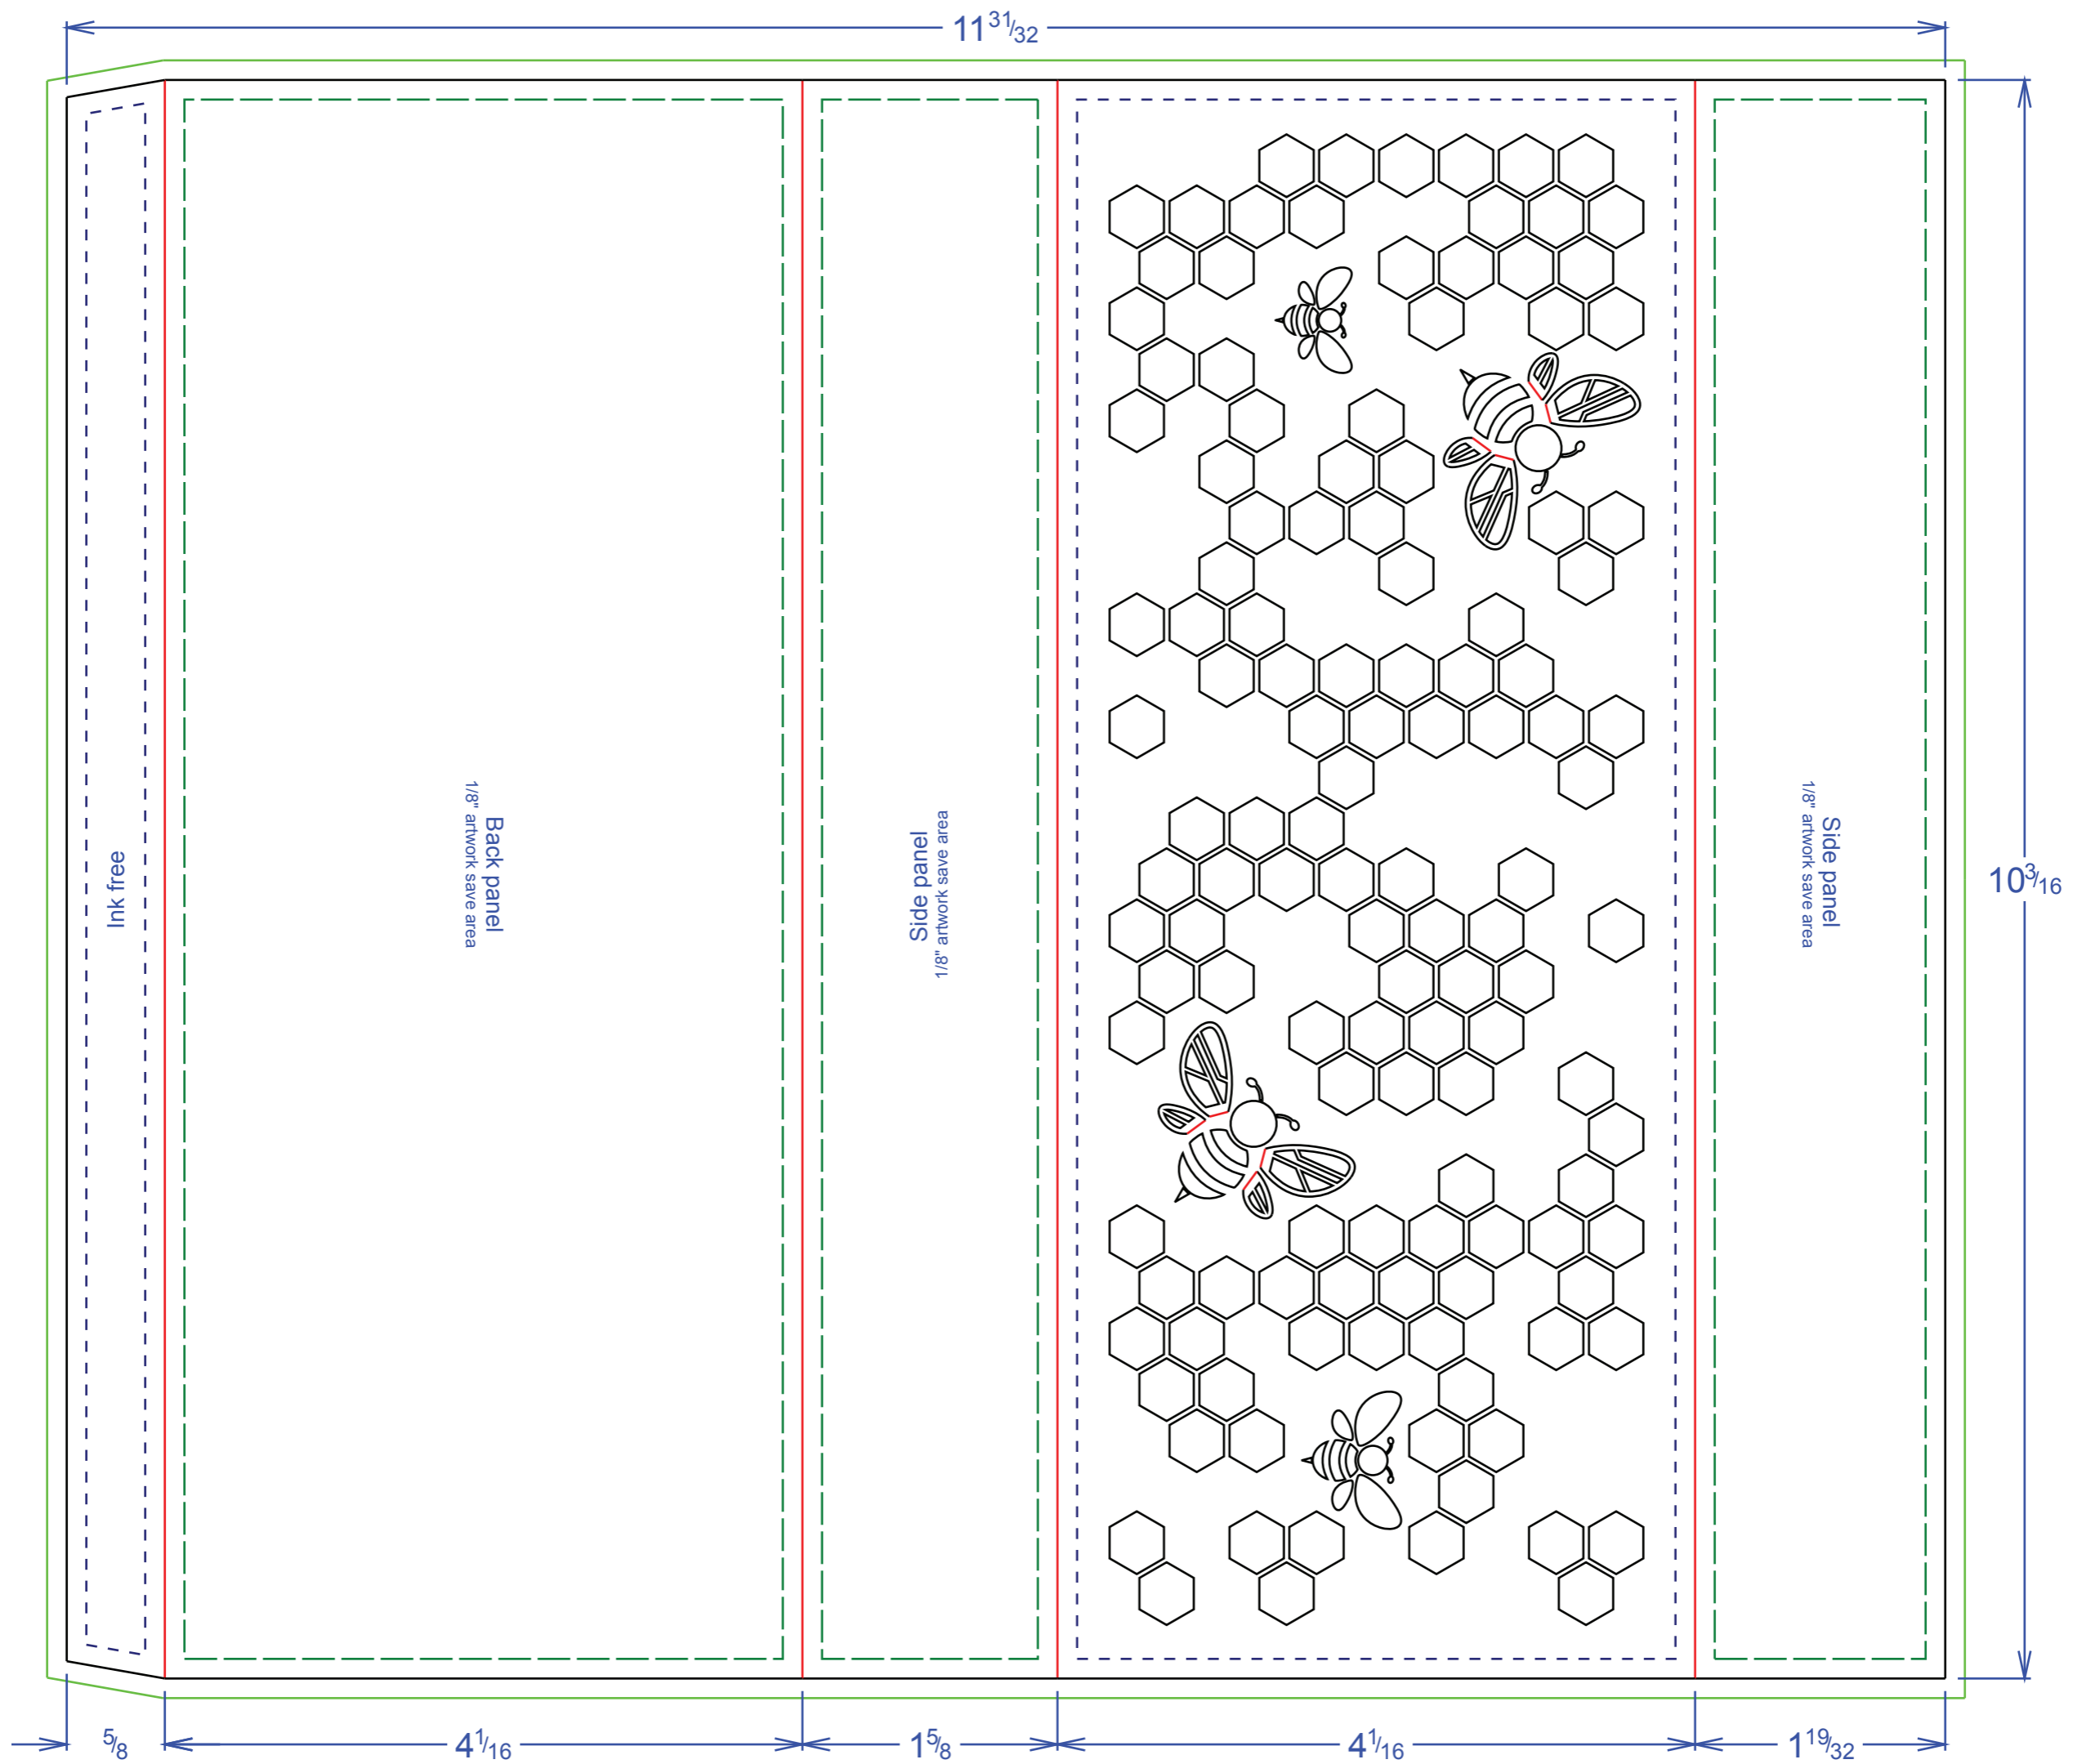 11 31/32
Ink free
Back panel
1/8" artwork save area
Side panel
1/8" artwork save area
Side panel
1/8" artwork save area
10 3/16
5/8
4 1/16
1 5/8
4 1/16
1 19/32